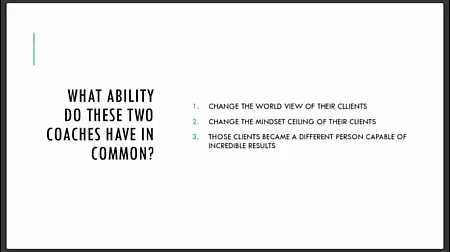 WHAT ABILITY
DO THESE TWO
COACHES HAVE IN
COMMON?
1. CHANGE THE WORLD VIEW OF THEIR CLLIENTS
2. CHANGE THE MINDSET CEILING OF THEIR CLIENTS
3. THOSE CLIENTS BECAME A DIFFERENT PERSON CAPABLE OF
INCREDIBLE RESULTS